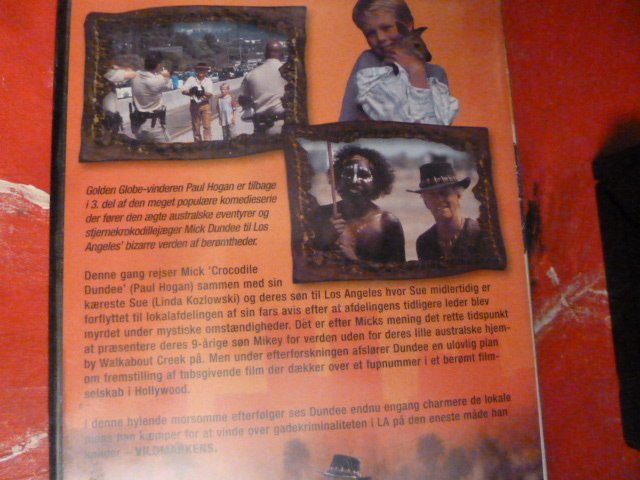 Golden Globe-vinderen Paul Hogan er tilbage
i 3. del af den meget populære komedieserie
der fører den ægte australske eventyrer og
stjernekrokodillejæger Mick Dundee til Los
Angeles' bizarre verden af berømtheder.
Denne gang rejser Mick 'Crocodile
Dundee' (Paul Hogan) sammen med sin
kæreste Sue (Linda Kozlowski) og deres søn til Los Angeles hvor Sue midlertidig er
forflyttet til lokalafdelingen af sin fars avis efter at afdelingens tidligere leder blev
myrdet under mystiske omstændigheder. Det er efter Micks mening det rette tidspunkt
at præsentere deres 9-årige søn Mikey for verden uden for deres lille australske hjem-
by Walkabout Creek på. Men under efterforskningen afslører Dundee en ulovlig plan
om fremstilling af tabsgivende film der dækker over et fupnummer i et berømt film-
selskab i Hollywood.
I denne hylende morsomme efterfølger ses Dundee endnu engang charmere de lokale
mens han kæmper for at vinde over gadekriminaliteten i LA på den eneste måde han
kender – VILDMARKENS.